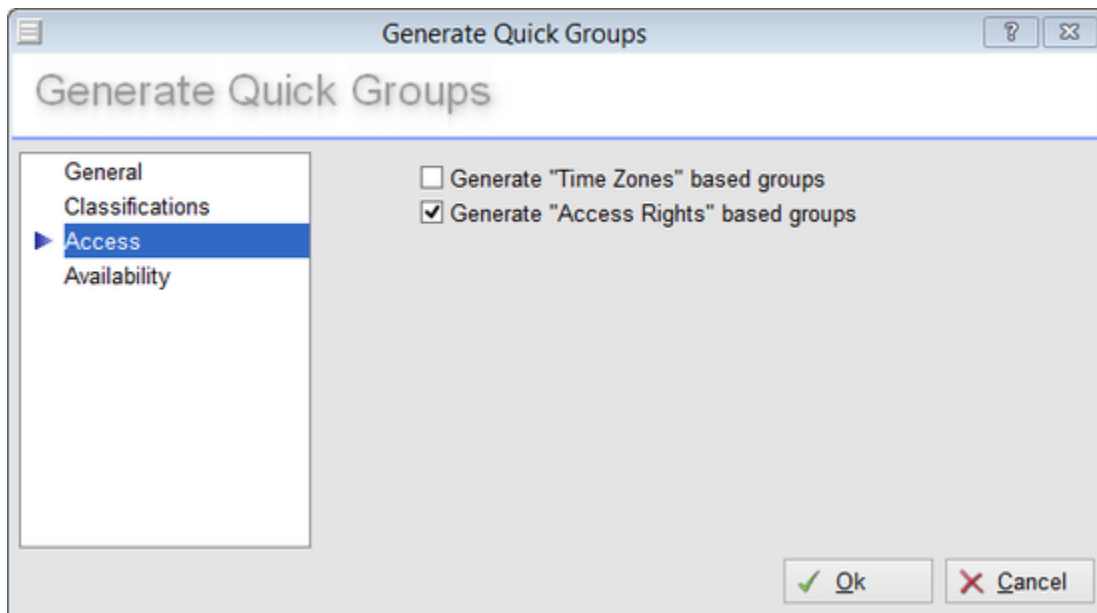 Generate Quick Groups
?
Generate Quick Groups
General
Classifications
Access
Availability
Generate "Time Zones" based groups
Generate "Access Rights" based groups
Ok
Cancel